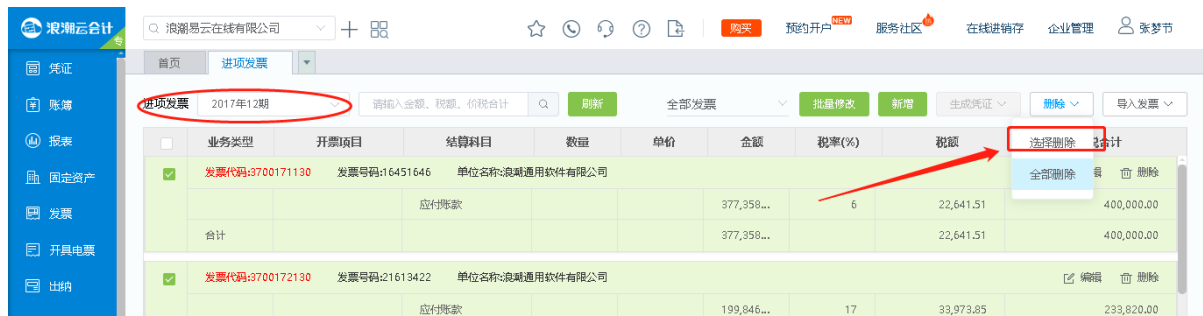 浪潮云会计
专
浪潮易云在线有限公司
购买
预约开户
NEW
服务社区
在线进销存
企业管理
张梦节
凭证
账簿
报表
固定资产
发票
开具电票
出纳
首页
进项发票
进项发票
2017年12期
请输入金额、税额、价税合计
刷新
全部发票
批量修改
新增
生成凭证
删除
导入发票
选择删除
全部删除
业务类型 开票项目 结算科目 数量 单价 金额 税率(%) 税额 合计
发票代码:3700171130 发票号码:16451646 单位名称:浪潮通用软件有限公司 辑 删除
应付账款 377,358... 6 22,641.51 400,000.00
合计 377,358... 22,641.51 400,000.00
发票代码:3700172130 发票号码:21613422 单位名称:浪潮通用软件有限公司 编辑 删除
应付账款 199,846... 17 33,973.85 233,820.00